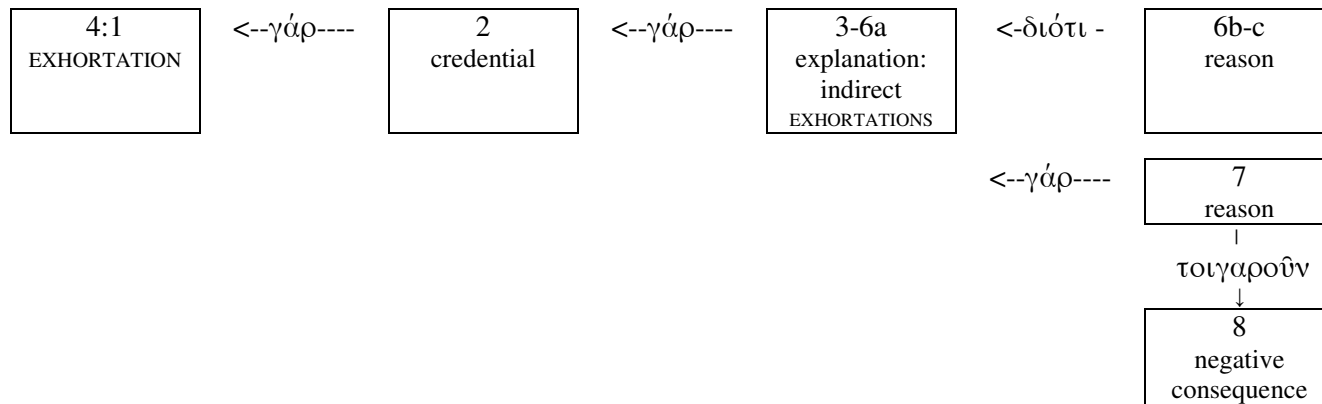 4:1 <--γάρ---- 2 <--γάρ---- 3-6a <-διότι - 6b-c
EXHORTATION credential explanation: reason
indirect
EXHORTATIONS
<--γάρ---- 7
reason
τοιγαροῦν
↓
8
negative
consequence